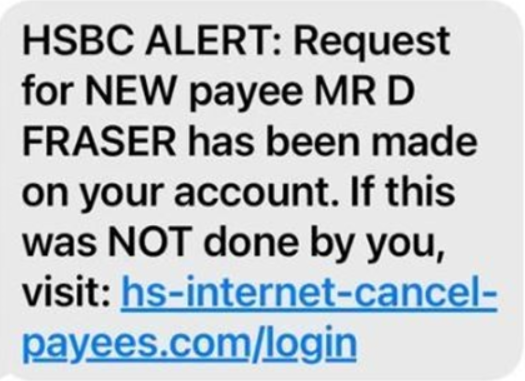 HSBC ALERT: Request
for NEW payee MR D
FRASER has been made
on your account. If this
was NOT done by you,
visit: hs-internet-cancel-
payees.com/login